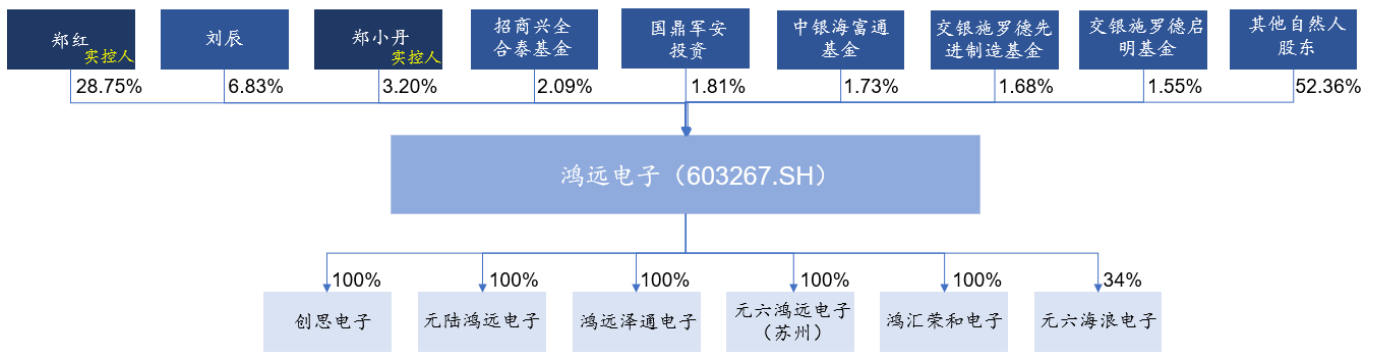 郑红
实控人
刘辰
郑小丹
实控人
招商兴全
合泰基金
国鼎军安
投资
中银海富通
基金
交银施罗德先
进制造基金
交银施罗德启
明基金
其他自然人
股东
28.75%
6.83%
3.20%
2.09%
1.81%
1.73%
1.68%
1.55%
52.36%
鸿远电子（603267.SH）
100%
100%
100%
100%
100%
34%
创思电子
元陆鸿远电子
鸿远泽通电子
元六鸿远电子
（苏州）
鸿汇荣和电子
元六海浪电子